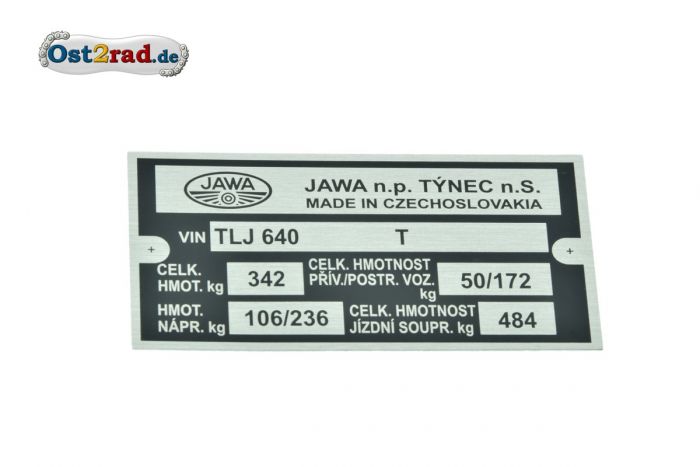 Ost2rad.de
JAWA
JAWA n.p. TÝNEC n.S.
MADE IN CZECHOSLOVAKIA
VIN TLJ 640 T
CELK.
HMOT. kg
342
CELK. HMOTNOST
PŘÍV./POSTR. VOZ.
kg
50/172
HMOT.
NÁPR. kg
106/236
CELK. HMOTNOST
JÍZDNÍ SOUPR. kg
484